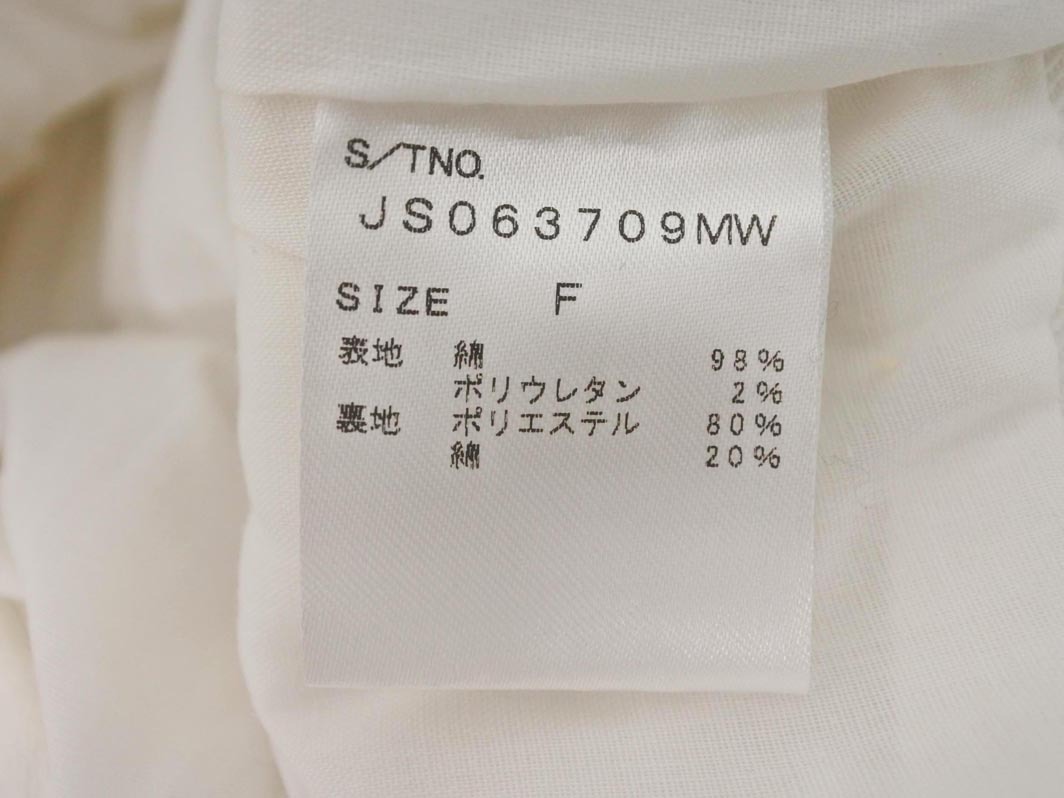 S/TNO.
JS063709MW
SIZE F
表地 綿 98%
ポリウレタン 2%
裏地 ポリエステル 80%
綿 20%